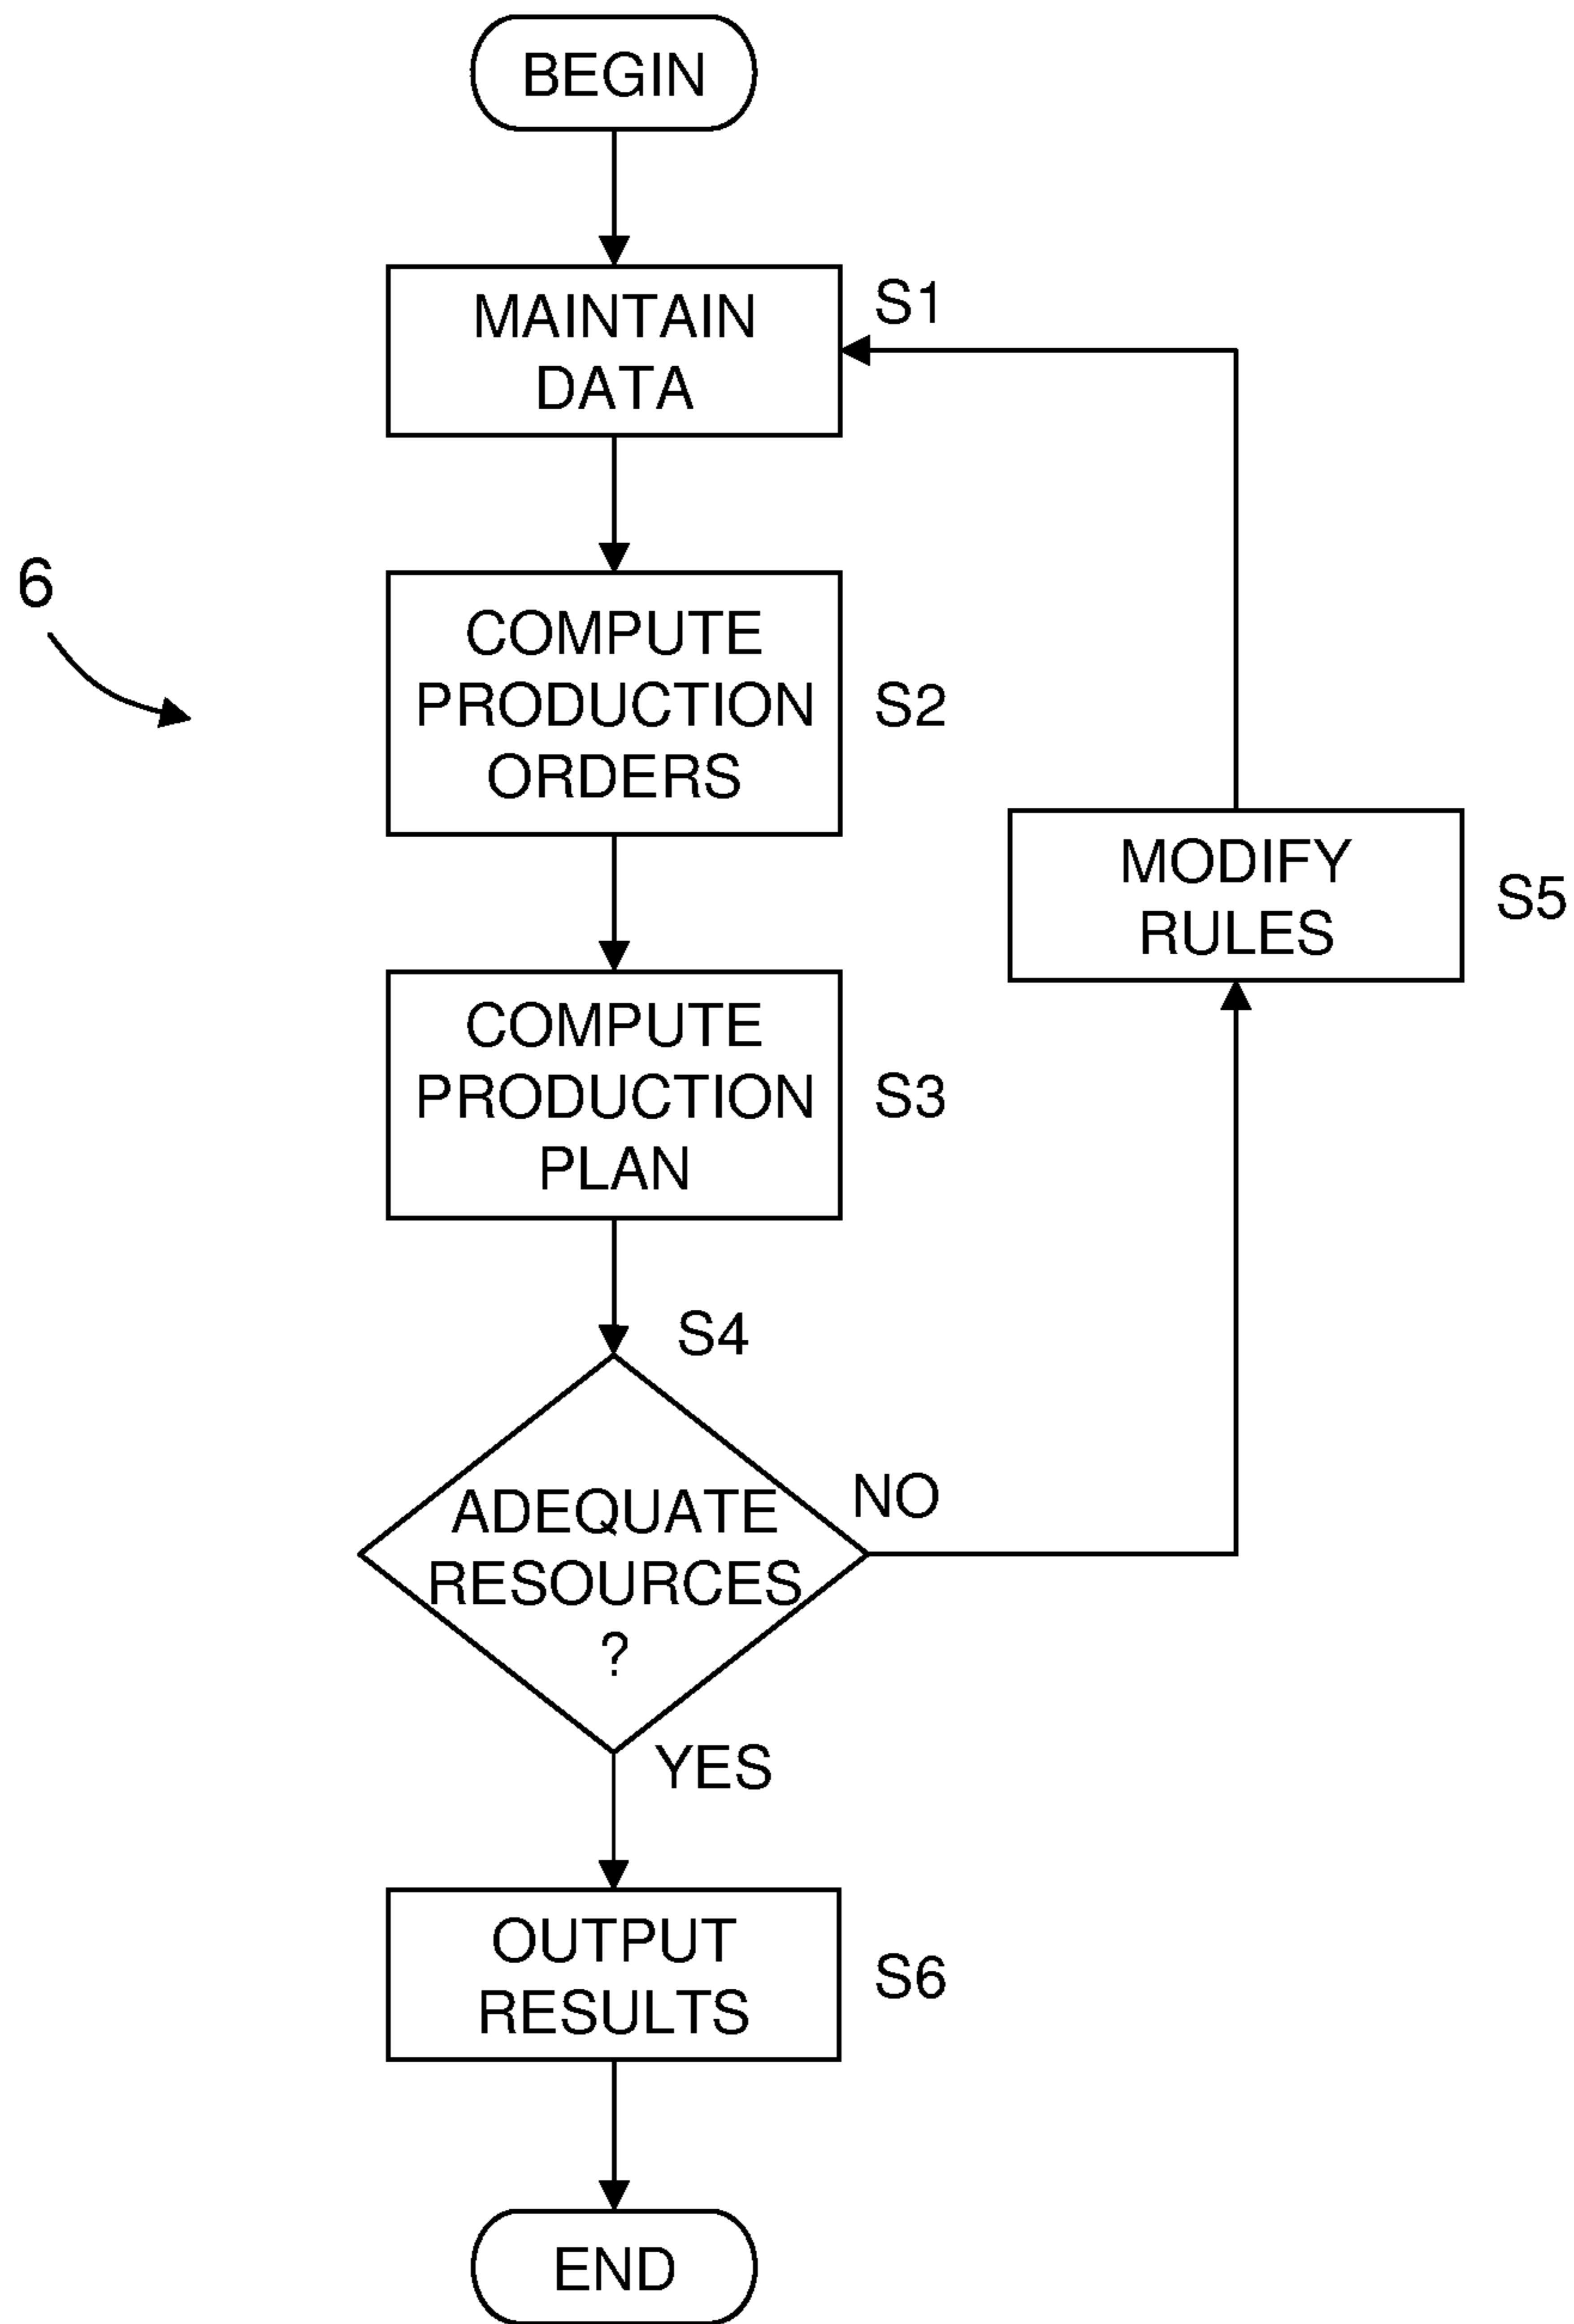 BEGIN
MAINTAIN
DATA
S1
6
COMPUTE
PRODUCTION
ORDERS
S2
MODIFY
RULES
S5
COMPUTE
PRODUCTION
PLAN
S3
S4
ADEQUATE
RESOURCES
?
NO
YES
OUTPUT
RESULTS
S6
END